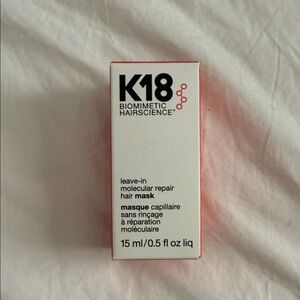 K18
BIOMIMETIC
HAIRSCIENCE™
leave-in
molecular repair
hair mask
masque capillaire
sans rinçage
à réparation
moléculaire
15 ml/0.5 fl oz liq